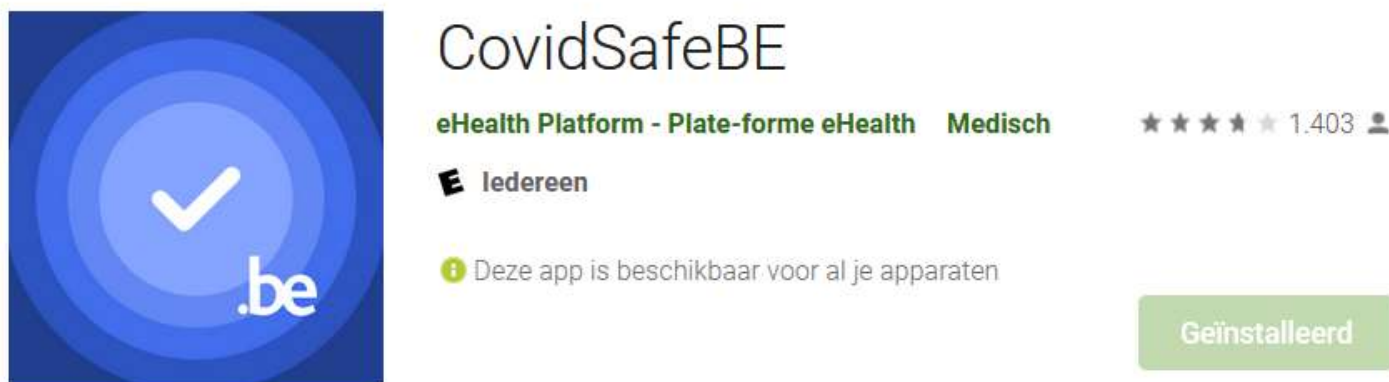 CovidSafeBE
eHealth Platform - Plate-forme eHealth Medisch 1.403
E Iedereen
Deze app is beschikbaar voor al je apparaten
.be
Geïnstalleerd